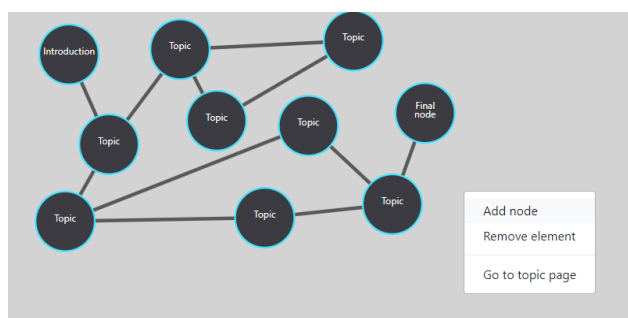 Introduction
Topic
Topic
Topic
Final
node
Topic
Topic
Topic
Topic
Topic
Add node
Remove element
Go to topic page